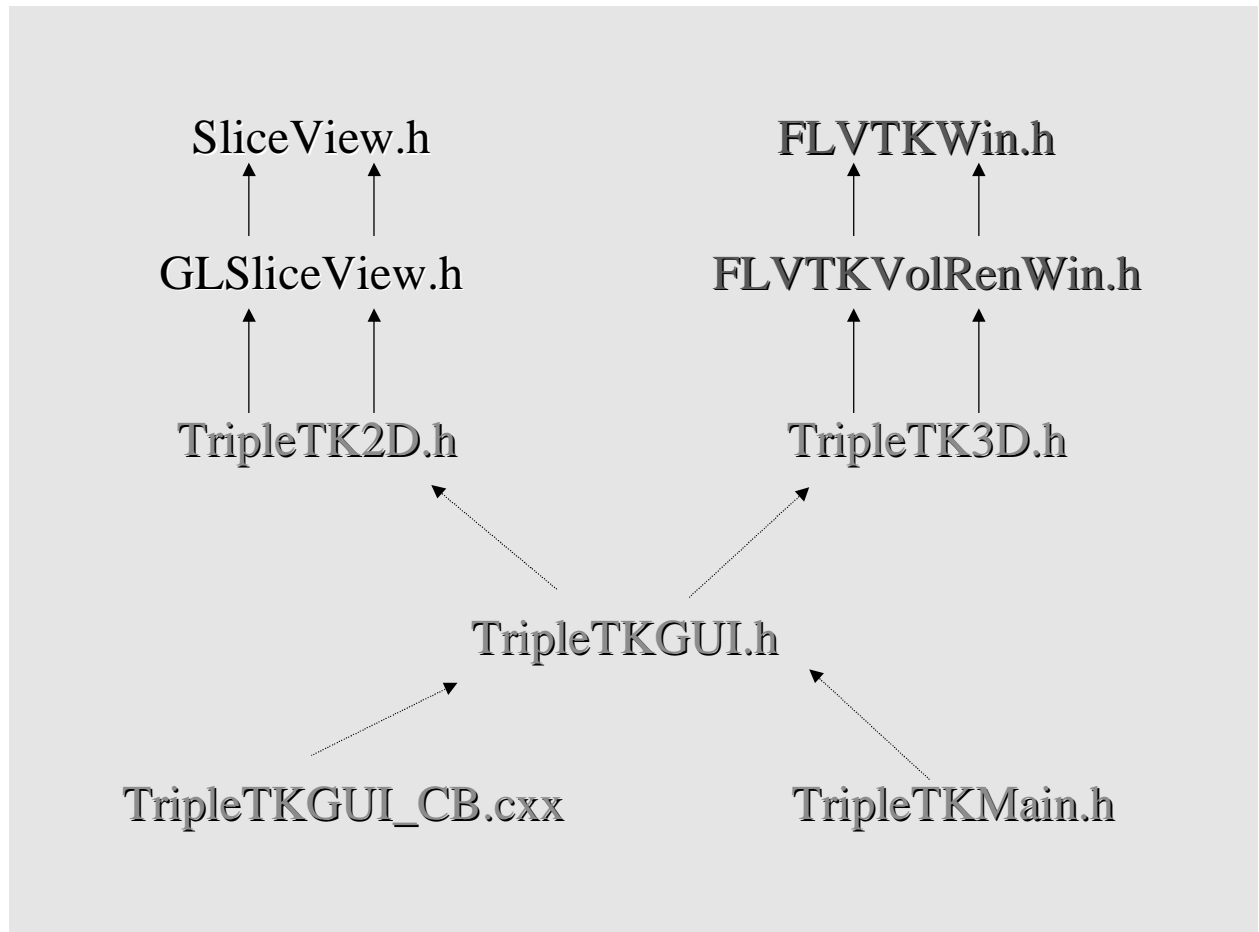 SliceView.h
FLVTKWin.h
GLSliceView.h
FLVTKVolRenWin.h
TripleTK2D.h
TripleTK3D.h
TripleTKGUI.h
TripleTKGUI_CB.cxx
TripleTKMain.h